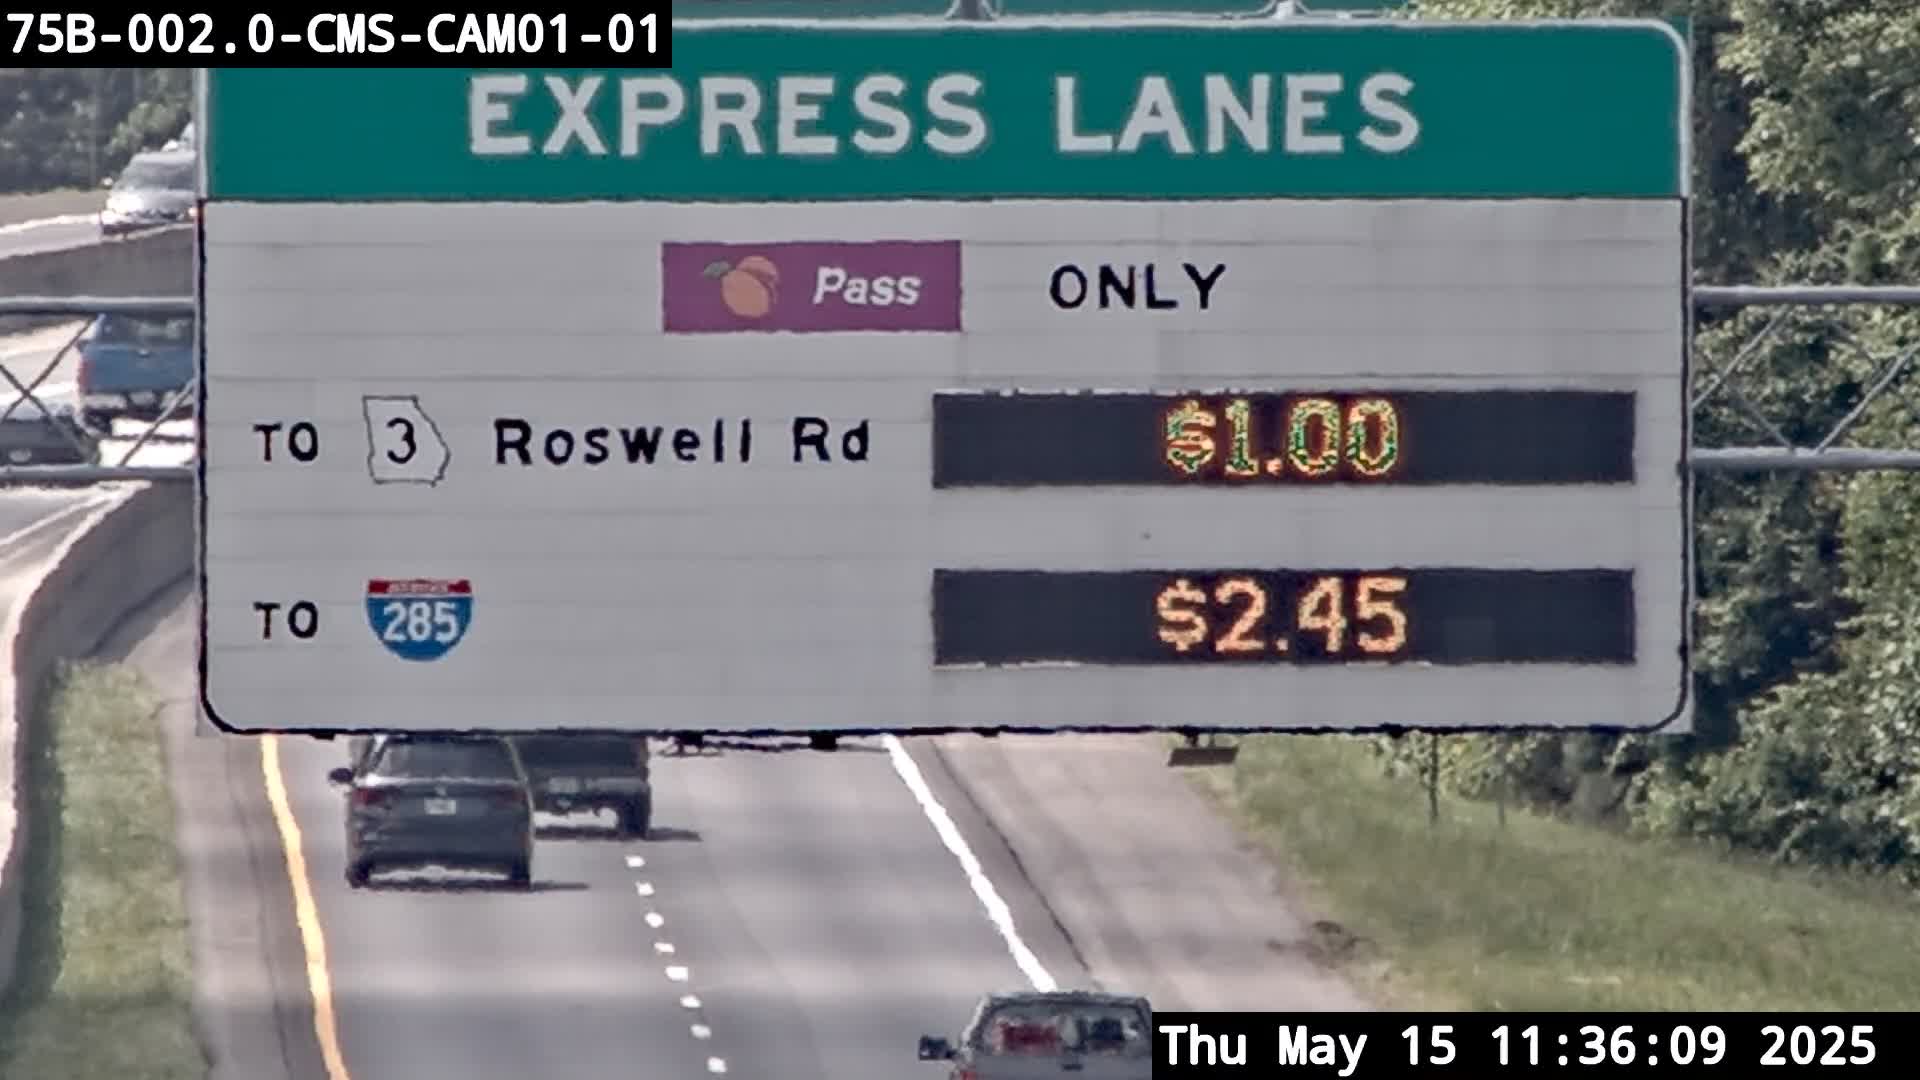 75B-002.0-CMS-CAM01-01
EXPRESS LANES
Pass ONLY
TO 3 Roswell Rd $1.00
TO 285 $2.45
Thu May 15 11:36:09 2025